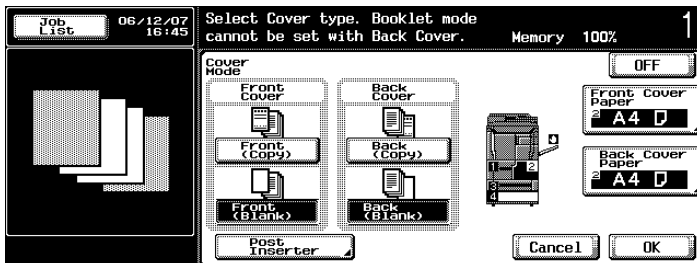 Job
List
06/12/07
16:45
Select Cover type. Booklet mode
cannot be set with Back Cover.
Memory 100%
1
Cover
Mode
OFF
Front
Cover
Back
Cover
Front
(Copy)
Back
(Copy)
Front
(Blank)
Back
(Blank)
1
2
3
4
Front Cover
Paper
2 A4
Back Cover
Paper
2 A4
Post
Inserter
Cancel
OK